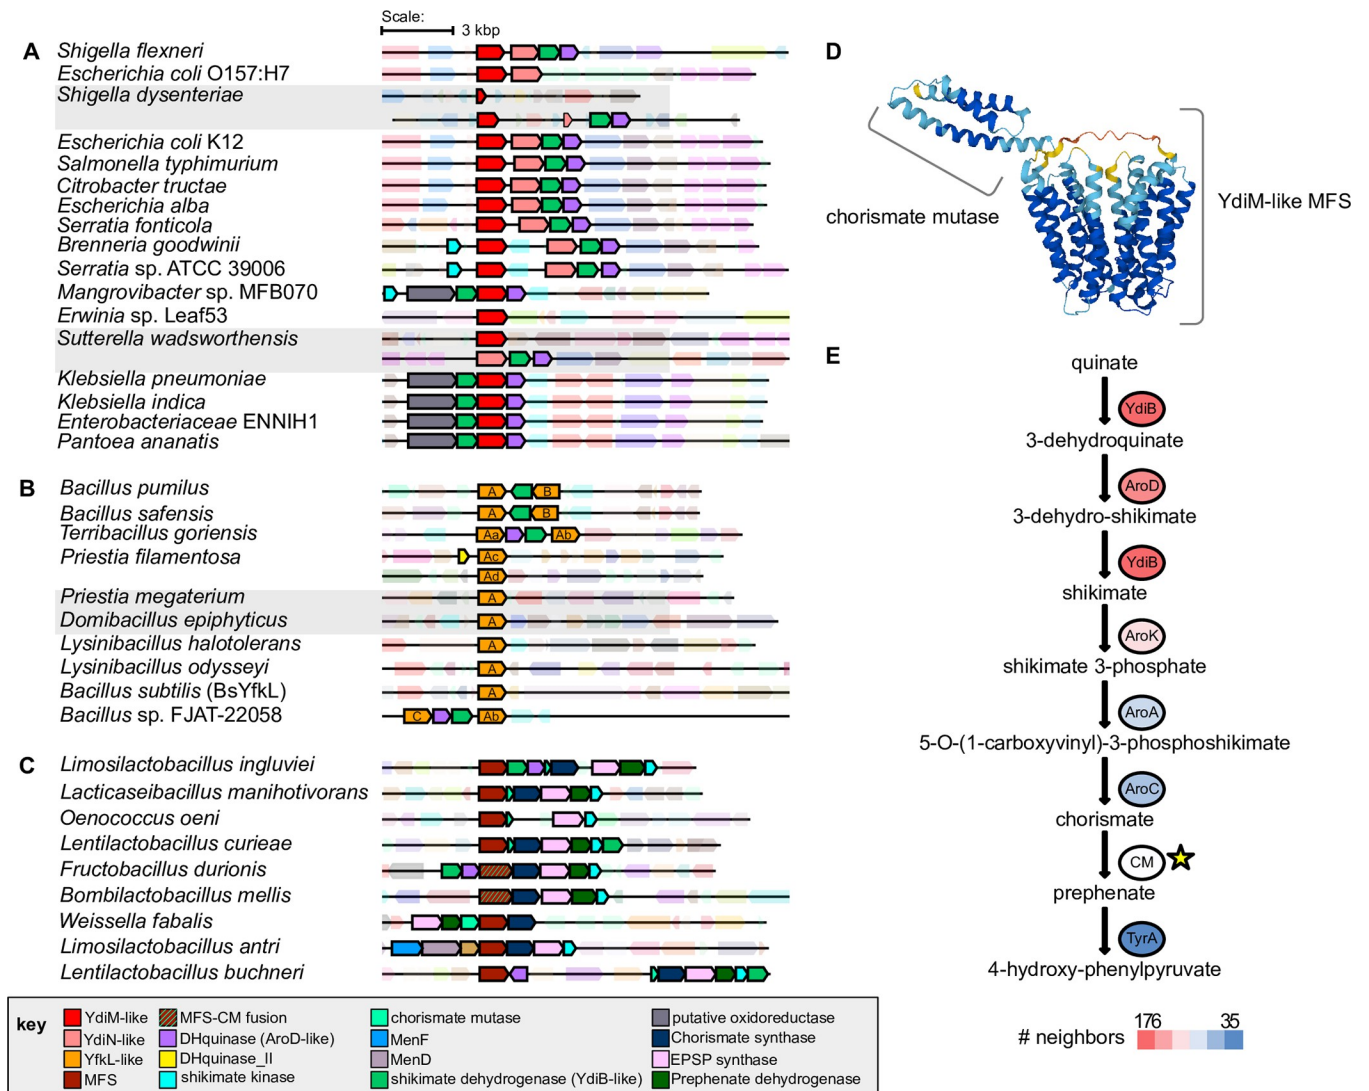 Scale:
3 kbp
A
Shigella flexneri
Escherichia coli O157:H7
Shigella dysenteriae
Escherichia coli K12
Salmonella typhimurium
Citrobacter tructae
Escherichia alba
Serratia fonticola
Brenneria goodwinii
Serratia sp. ATCC 39006
Mangrovibacter sp. MFB070
Erwinia sp. Leaf53
Sutterella wadsworthensis
Klebsiella pneumoniae
Klebsiella indica
Enterobacteriaceae ENNIH1
Pantoea ananatis
B
Bacillus pumilus A B
Bacillus safensis A B
Terribacillus goriensis Aa Ab
Priestia filamentosa Ac
Ad
Priestia megaterium A
Domibacillus epiphyticus A
Lysinibacillus halotolerans A
Lysinibacillus odysseyi A
Bacillus subtilis (BsYfkL) A
Bacillus sp. FJAT-22058 C Ab
C
Limosilactobacillus ingluviei
Lacticaseibacillus manihotivorans
Oenococcus oeni
Lentilactobacillus curieae
Fructobacillus durionis
Bombilactobacillus mellis
Weissella fabalis
Limosilactobacillus antri
Lentilactobacillus buchneri
D
chorismate mutase
YdiM-like MFS
E
quinate
YdiB
3-dehydroquinate
AroD
3-dehydro-shikimate
YdiB
shikimate
AroK
shikimate 3-phosphate
AroA
5-O-(1-carboxyvinyl)-3-phosphoshikimate
AroC
chorismate
CM
prephenate
TyrA
4-hydroxy-phenylpyruvate
# neighbors
176 35
key
YdiM-like
YdiN-like
YfkL-like
MFS
MFS-CM fusion
DHquinase (AroD-like)
DHquinase_II
shikimate kinase
chorismate mutase
MenF
MenD
shikimate dehydrogenase (YdiB-like)
putative oxidoreductase
Chorismate synthase
EPSP synthase
Prephenate dehydrogenase